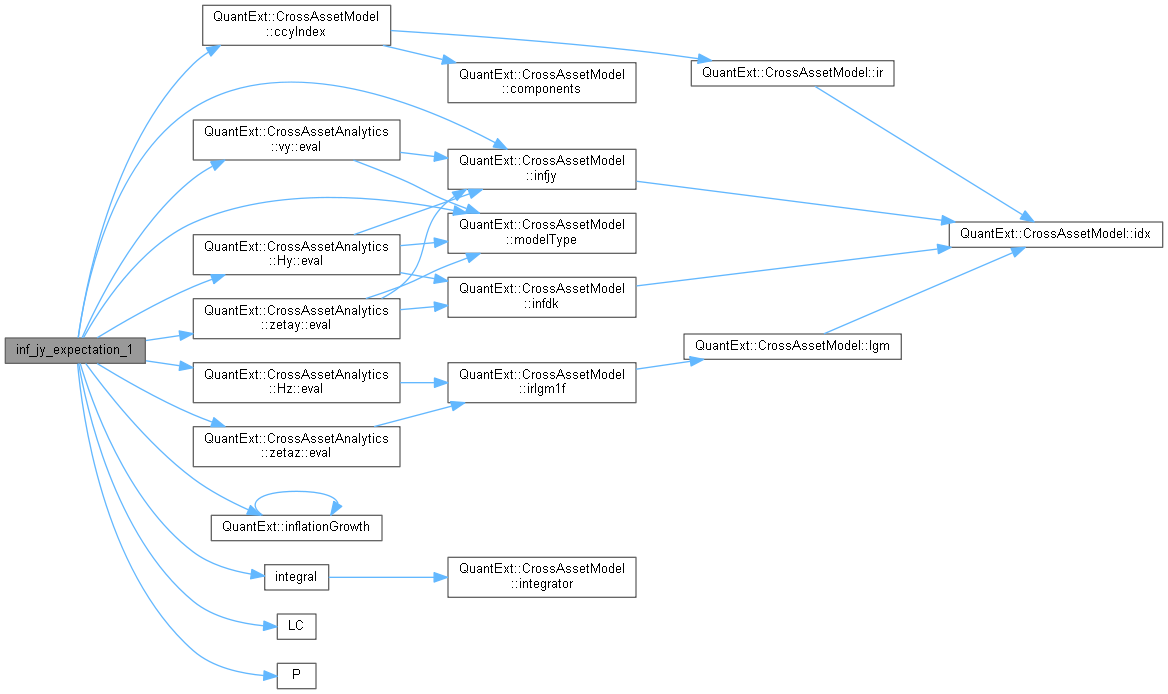 QuantExt::CrossAssetModel
::ccyIndex
QuantExt::CrossAssetModel::ir
QuantExt::CrossAssetModel
::components
QuantExt::CrossAssetAnalytics
::vy::eval
QuantExt::CrossAssetModel
::infjy
QuantExt::CrossAssetModel
::modelType
QuantExt::CrossAssetModel::idx
QuantExt::CrossAssetAnalytics
::Hy::eval
QuantExt::CrossAssetModel
::infdk
QuantExt::CrossAssetAnalytics
::zetay::eval
inf_jy_expectation_1
QuantExt::CrossAssetModel::lgm
QuantExt::CrossAssetAnalytics
::Hz::eval
QuantExt::CrossAssetModel
::irlgm1f
QuantExt::CrossAssetAnalytics
::zetaz::eval
QuantExt::inflationGrowth
integral
QuantExt::CrossAssetModel
::integrator
LC
P